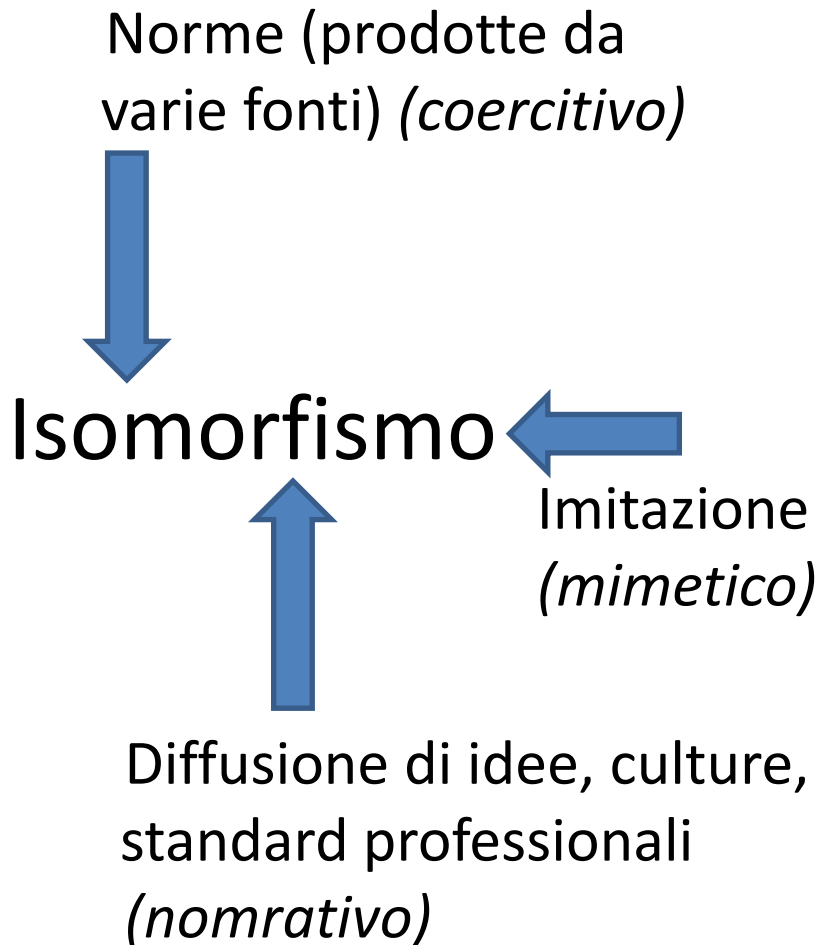 Norme (prodotte da
varie fonti) (coercitivo)
Isomorfismo
Imitazione
(mimetico)
Diffusione di idee, culture,
standard professionali
(nomrativo)